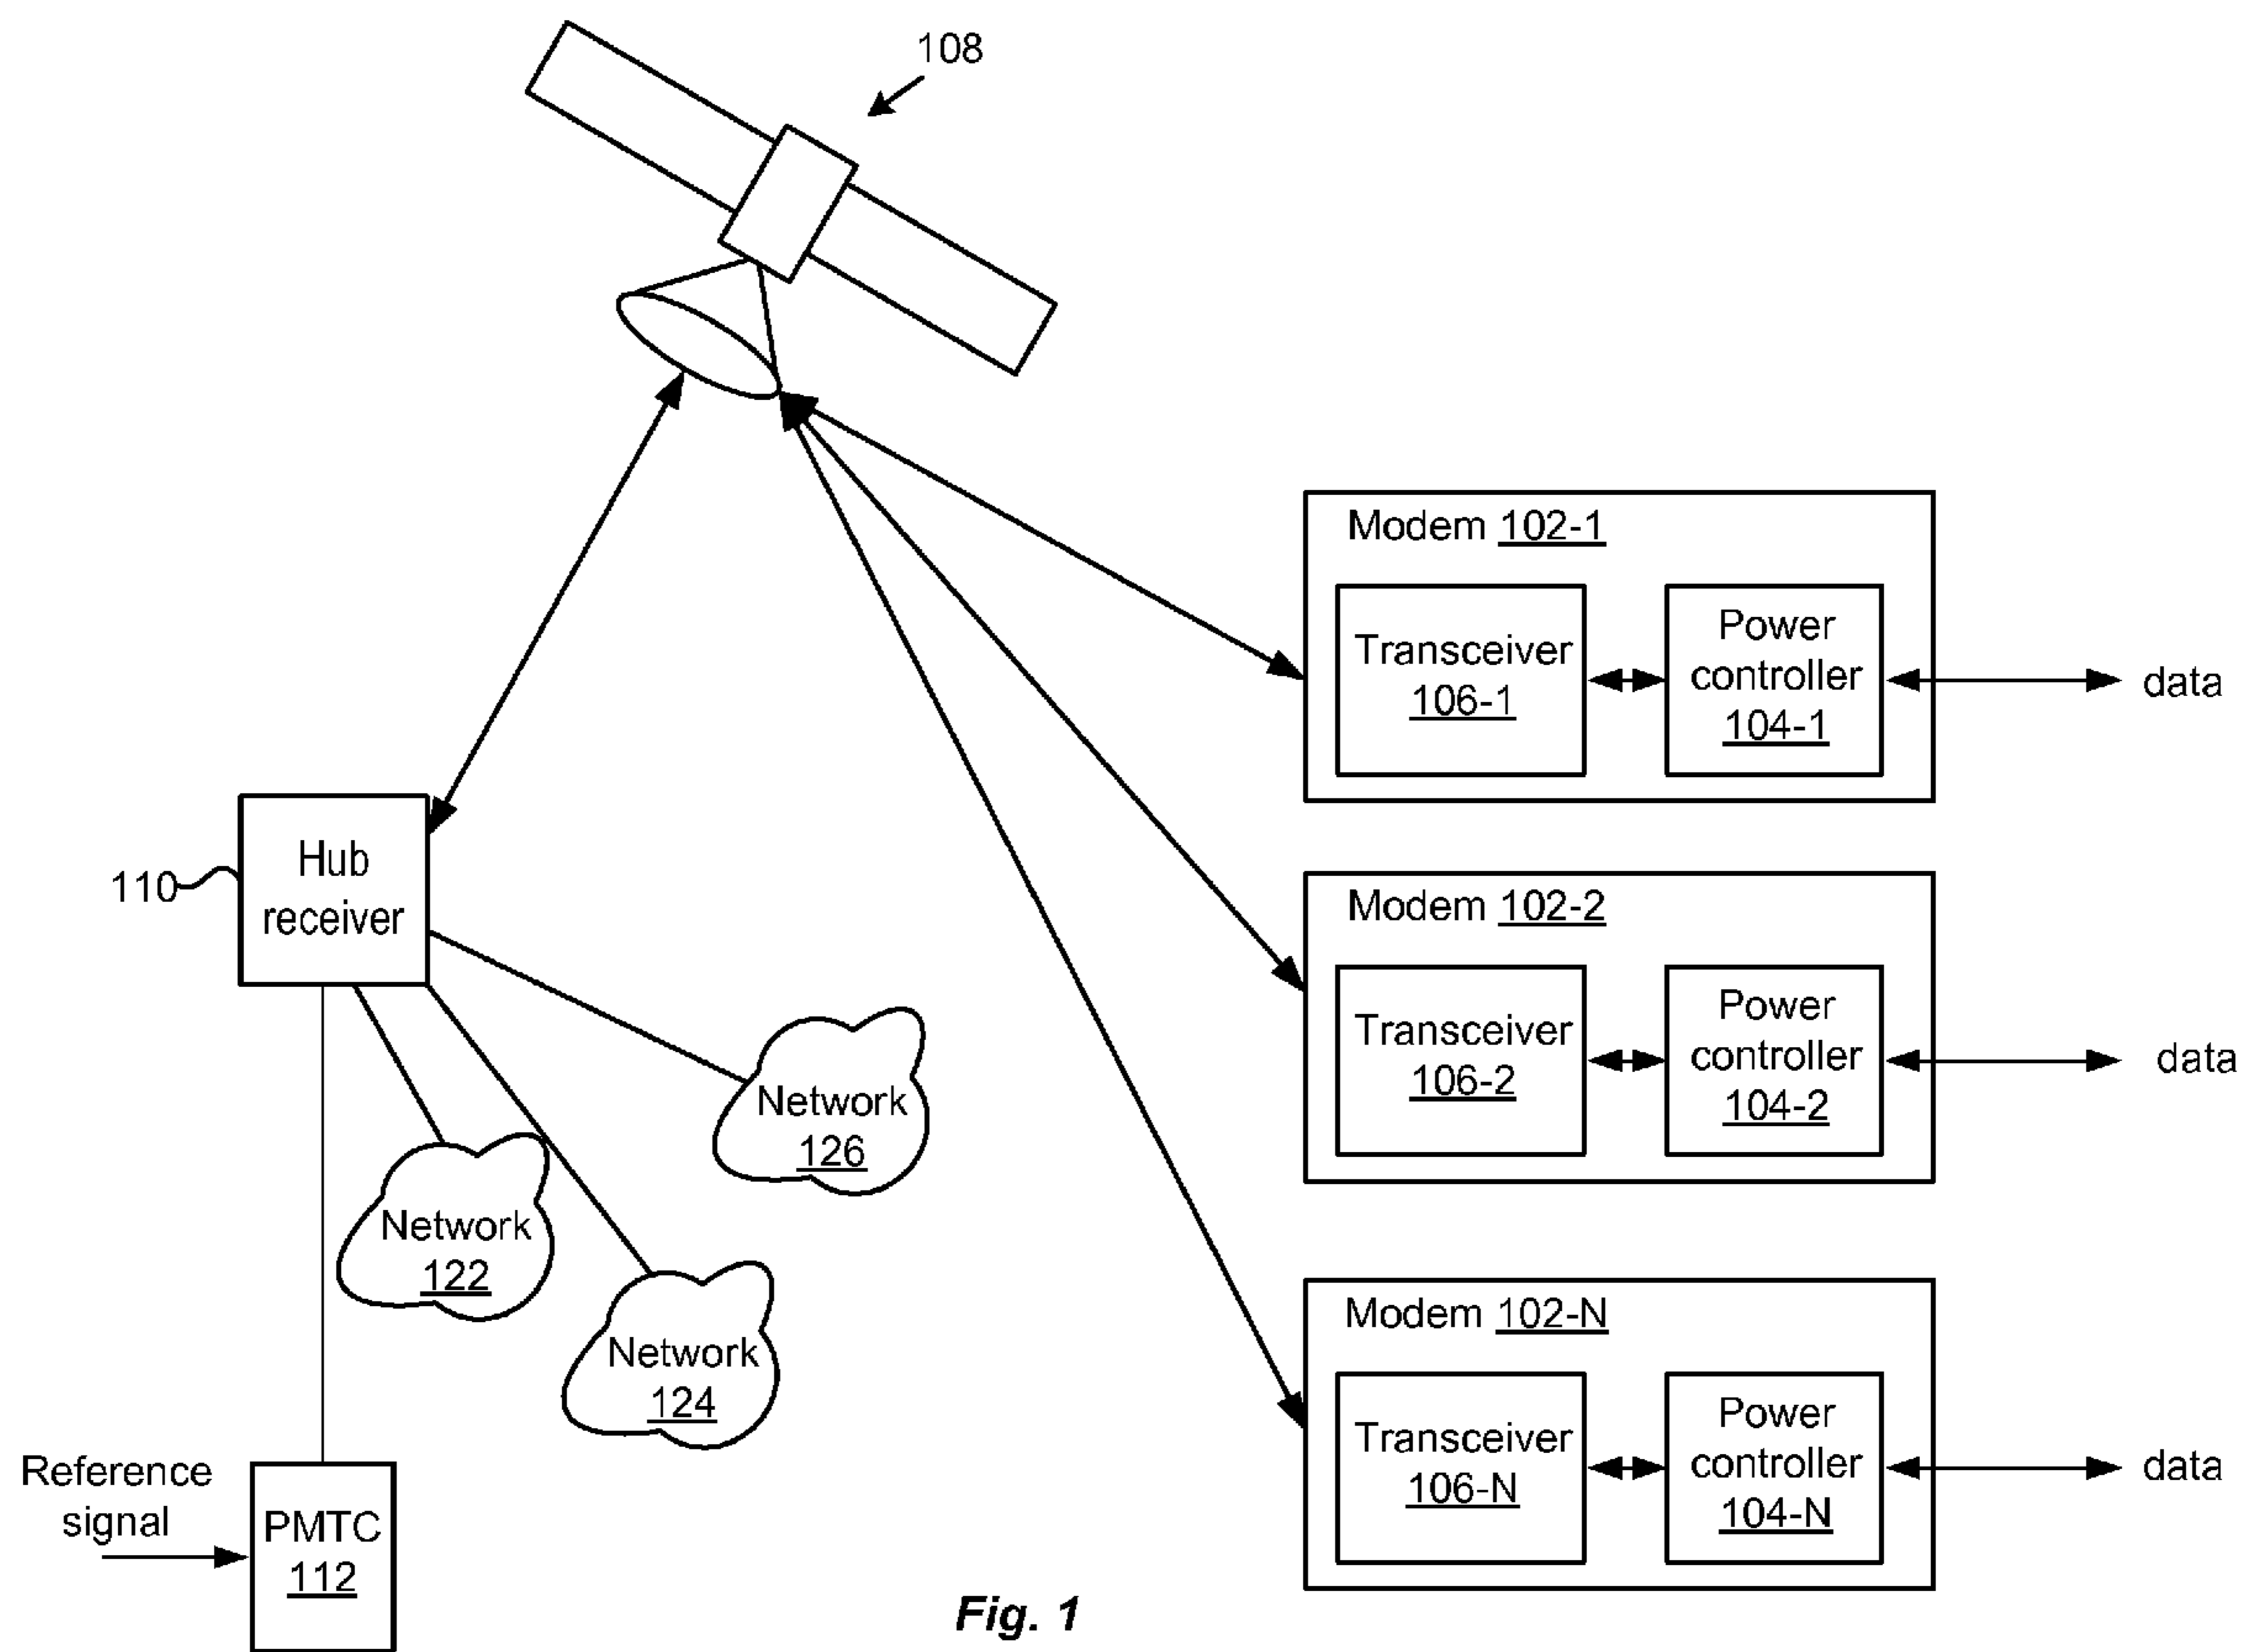 108
Modem 102-1
Transceiver
106-1
Power
controller
104-1
data
Hub
receiver
110
Modem 102-2
Transceiver
106-2
Power
controller
104-2
data
Network
126
Network
122
Network
124
Modem 102-N
Transceiver
106-N
Power
controller
104-N
data
Reference
signal
PMTC
112
Fig. 1